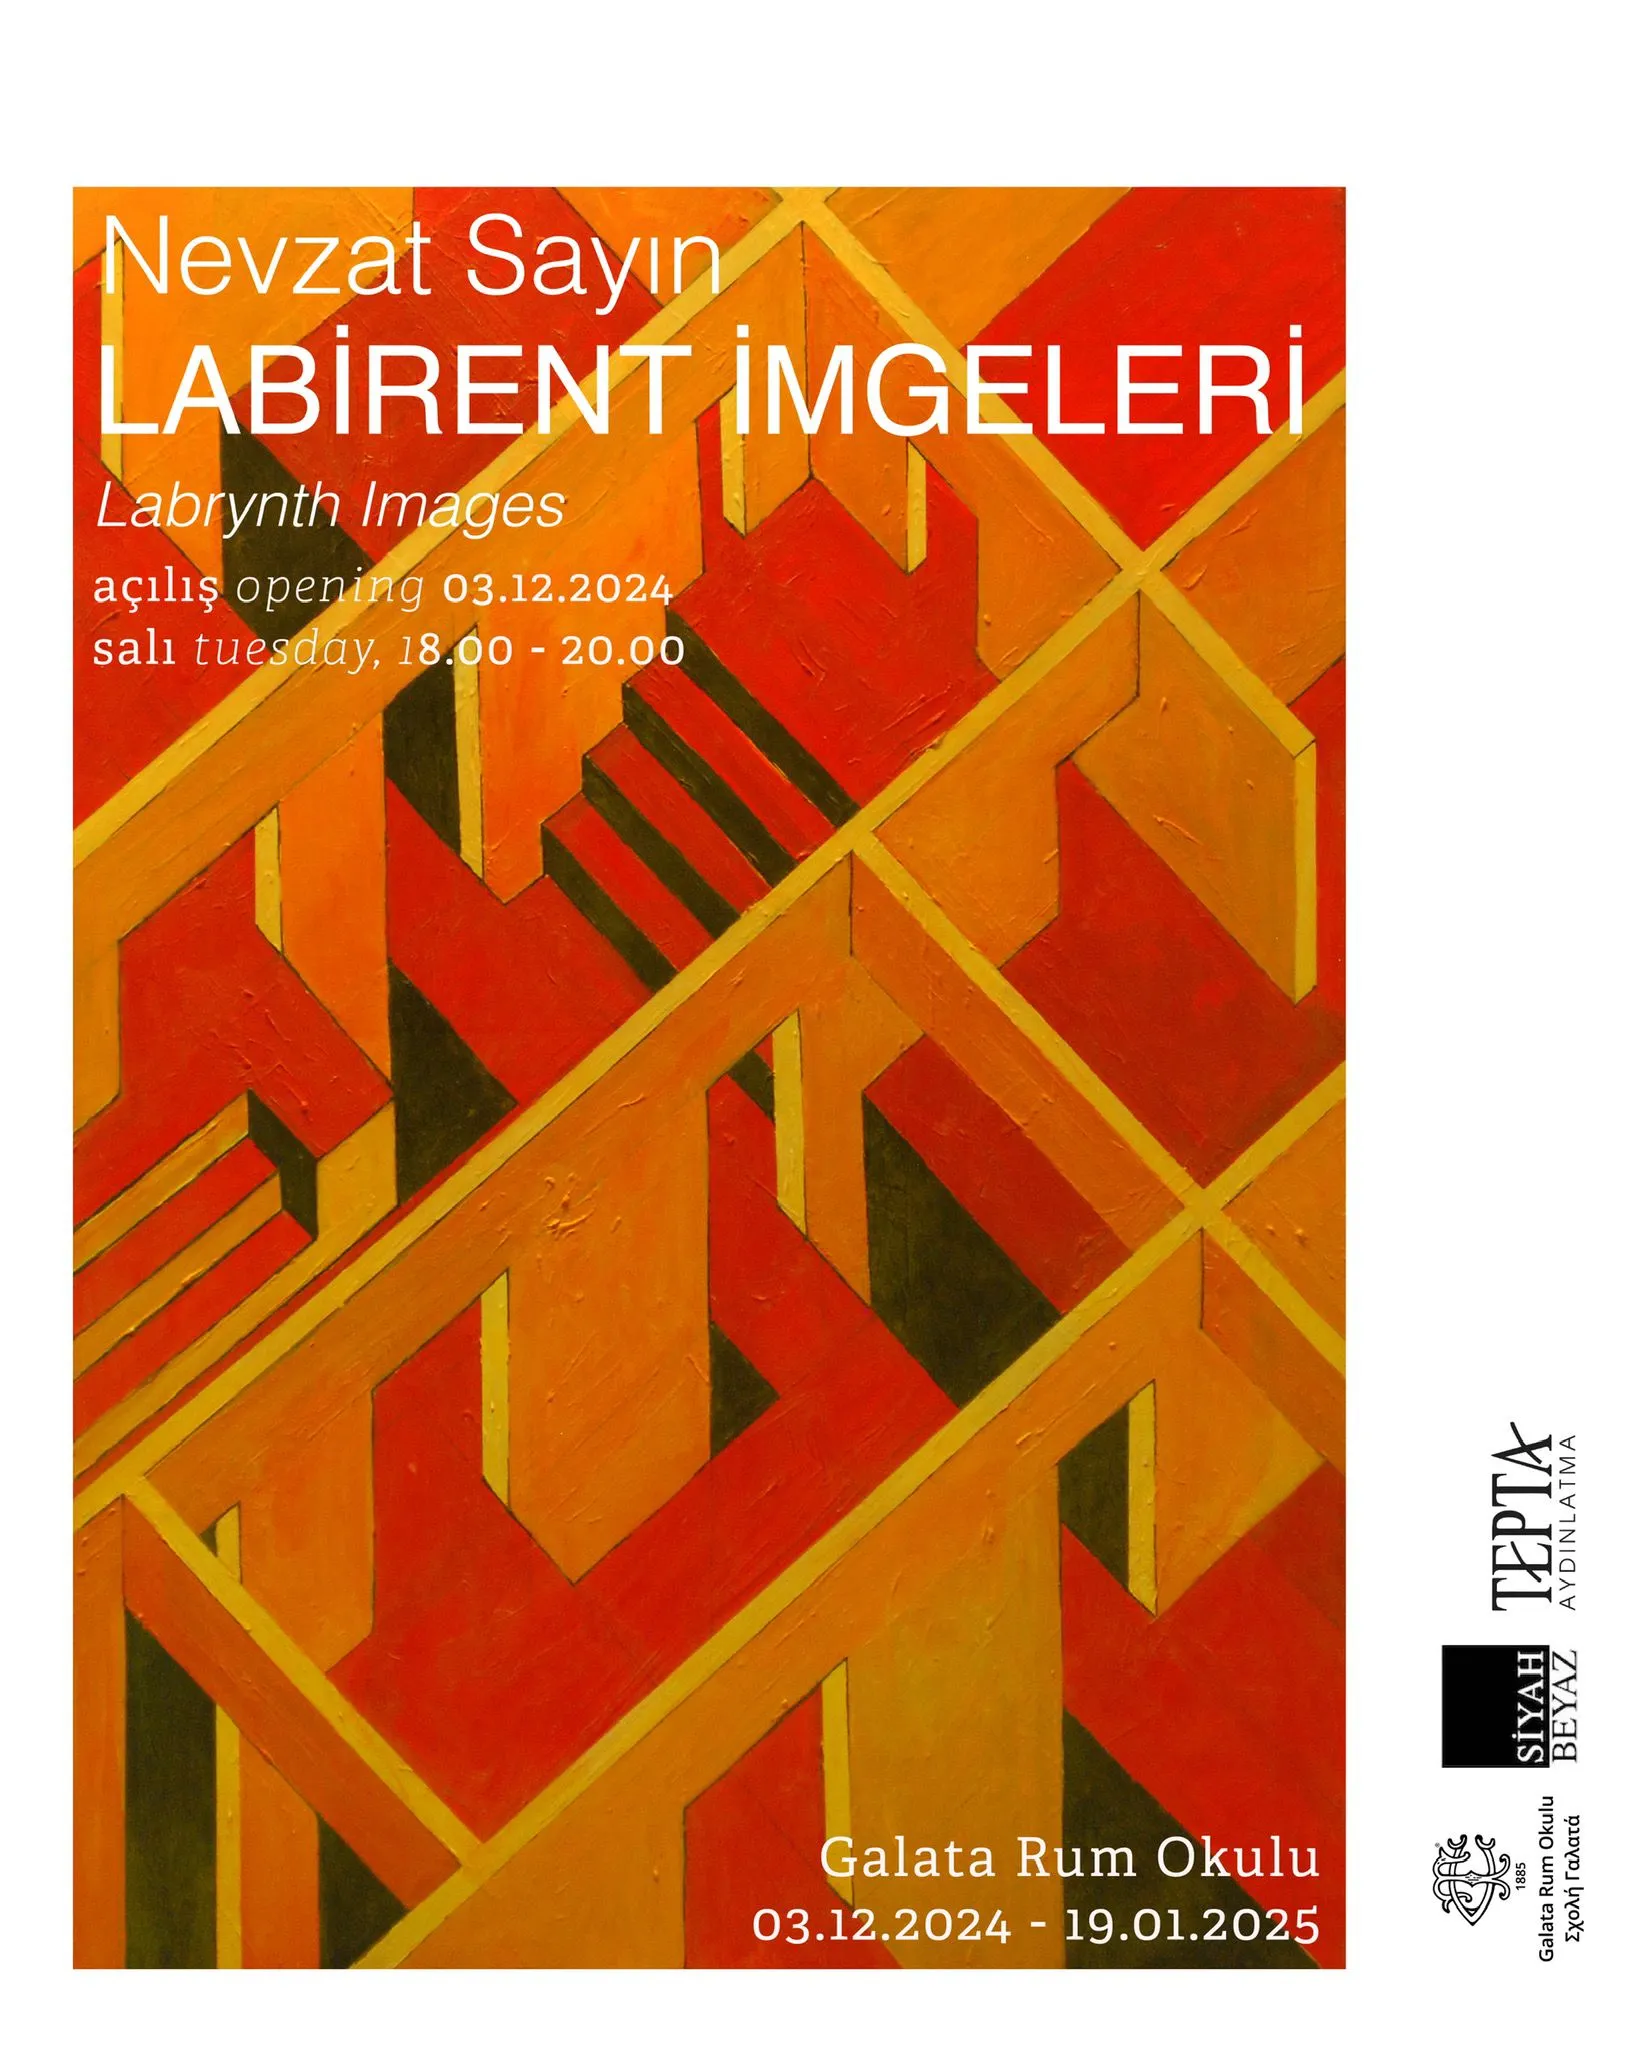 Nevzat Sayın
LABİRENT İMGELERİ
Labrynth Images
açılış opening 03.12.2024
salı tuesday, 18.00 - 20.00
Galata Rum Okulu
03.12.2024 - 19.01.2025
TEPTA
AYDINLATMA
SİYAH
BEYAZ
1885
Galata Rum Okulu
Σχολή Γαλατά